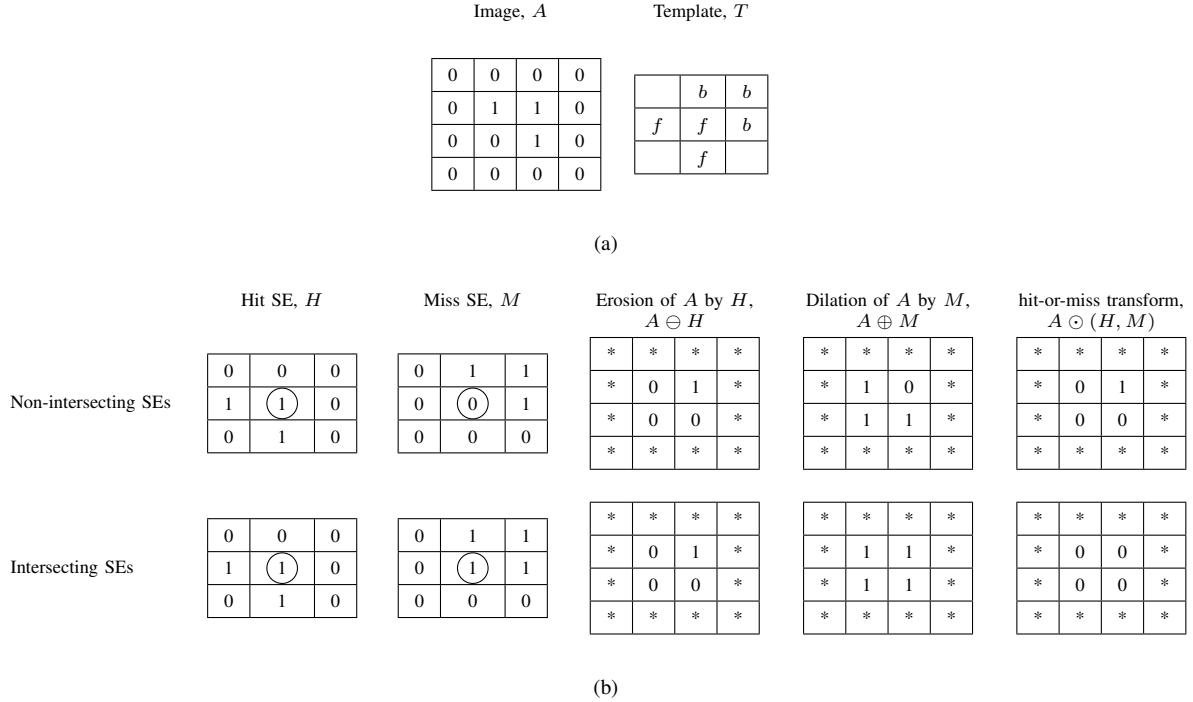 Image, A Template, T
0 0 0 0
0 1 1 0
0 0 1 0
0 0 0 0
b b
f f b
f
(a)
Hit SE, H Miss SE, M Erosion of A by H, Dilation of A by M, hit-or-miss transform,
A ⊖ H A ⊕ M A ⊙ (H, M)
Non-intersecting SEs
0 0 0
1 1 0
0 1 0
0 1 1
0 0 1
0 0 0
* * * *
* 0 1 *
* 0 0 *
* * * *
* * * *
* 1 0 *
* 1 1 *
* * * *
* * * *
* 0 1 *
* 0 0 *
* * * *
Intersecting SEs
0 0 0
1 1 0
0 1 0
0 1 1
0 1 1
0 0 0
* * * *
* 0 1 *
* 0 0 *
* * * *
* * * *
* 1 1 *
* 1 1 *
* * * *
* * * *
* 0 0 *
* 0 0 *
* * * *
(b)